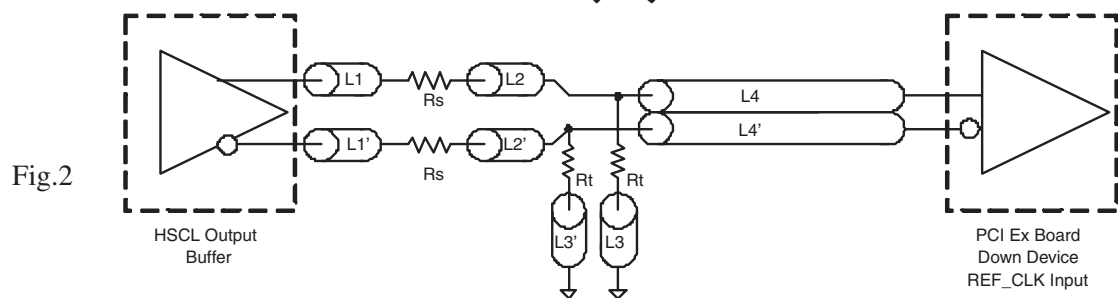 L1
L2
L4
Rs
L1'
L2'
L4'
Rs
Rt
Rt
L3'
L3
Fig.2
HSCL Output
Buffer
PCI Ex Board
Down Device
REF_CLK Input